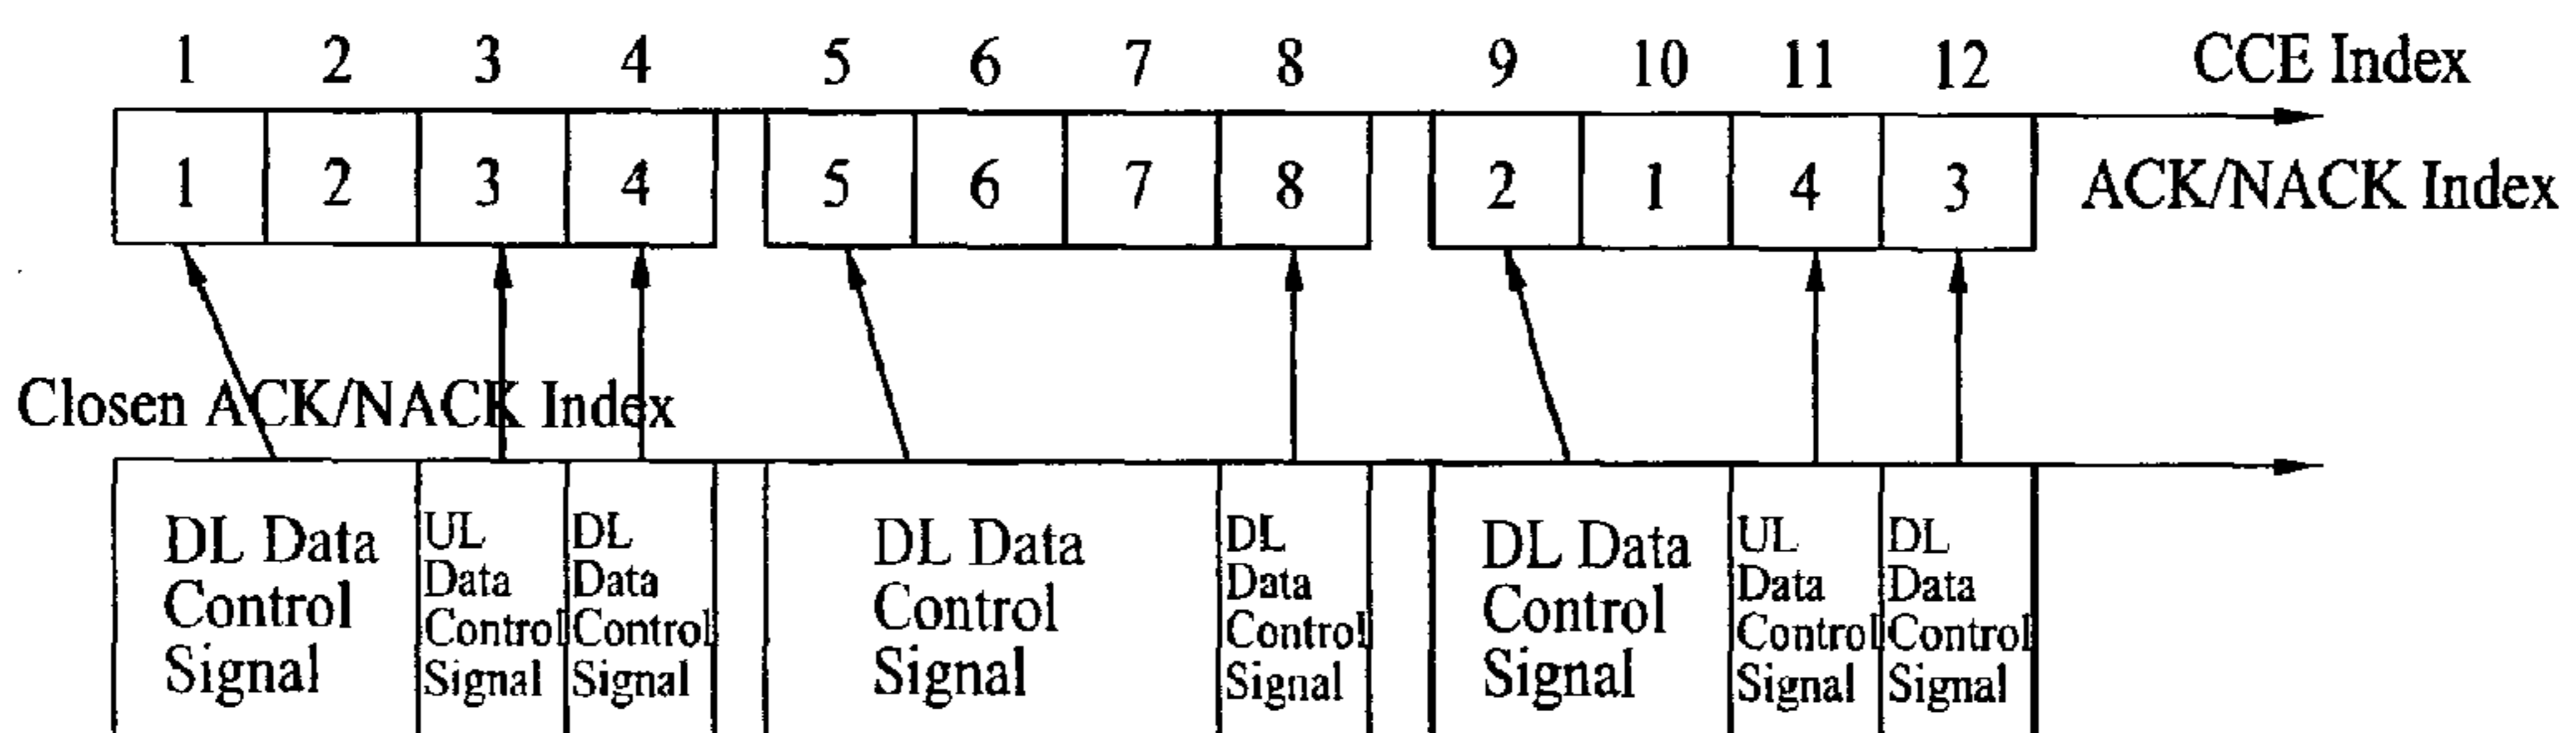 1 2 3 4 5 6 7 8 9 10 11 12 CCE Index
1 2 3 4 5 6 7 8 2 1 4 3 ACK/NACK Index
Closen ACK/NACK Index
DL Data
Control
Signal
UL
Data
Control
Signal
DL
Data
Control
Signal
DL Data
Control
Signal
DL
Data
Control
Signal
DL Data
Control
Signal
UL
Data
Control
Signal
DL
Data
Control
Signal